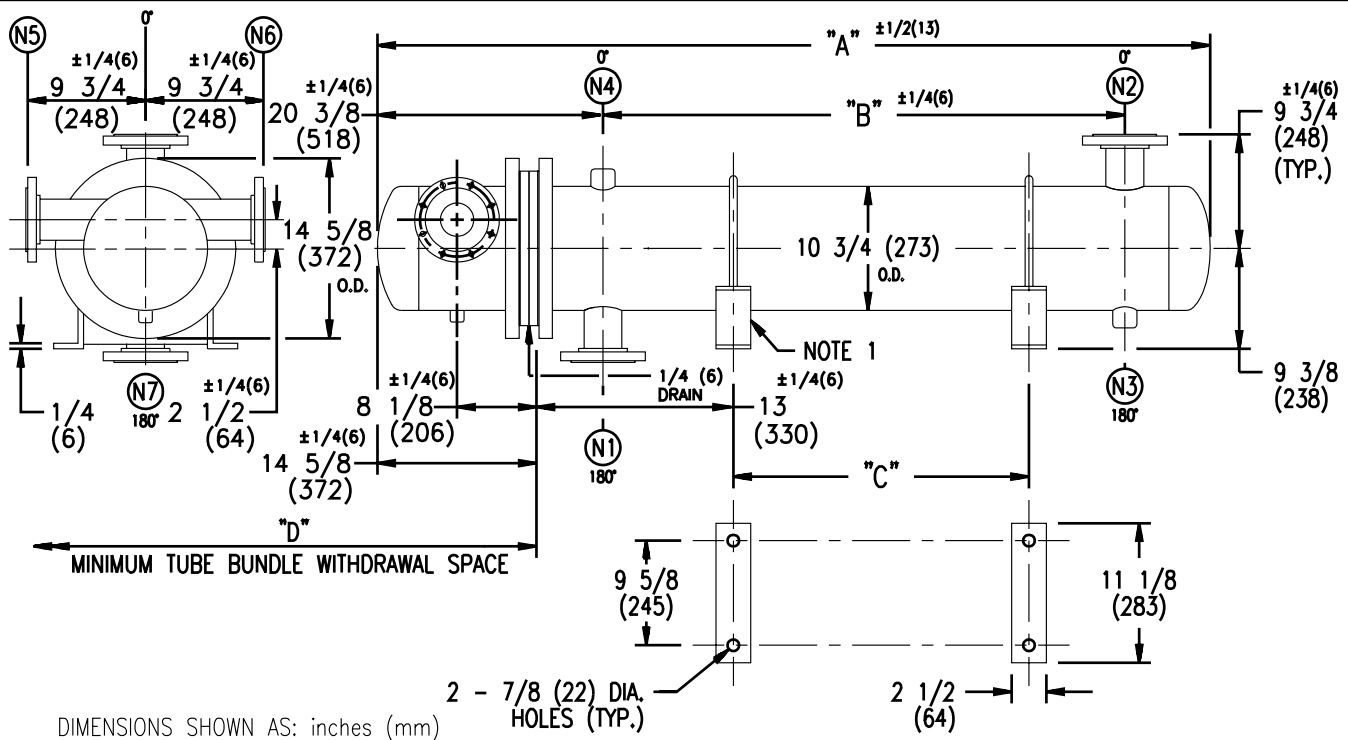 N5
0°
N6
±1/4(6)
±1/4(6)
9 3/4
9 3/4
(248)
(248)
±1/4(6)
20 3/8
(518)
"A" ±1/2(13)
0°
N4
"B" ±1/4(6)
0°
N2
±1/4(6)
9 3/4
(248)
(TYP.)
14 5/8
(372)
O.D.
10 3/4 (273)
O.D.
NOTE 1
1/4
(6)
N7
180°
±1/4(6)
2 1/2
(64)
±1/4(6)
8 1/8
(206)
1/4 (6)
DRAIN
±1/4(6)
13
(330)
N3
180°
9 3/8
(238)
±1/4(6)
14 5/8
(372)
N1
180°
"C"
"D"
MINIMUM TUBE BUNDLE WITHDRAWAL SPACE
9 5/8
(245)
11 1/8
(283)
2 - 7/8 (22) DIA.
HOLES (TYP.)
2 1/2
(64)
DIMENSIONS SHOWN AS: inches (mm)